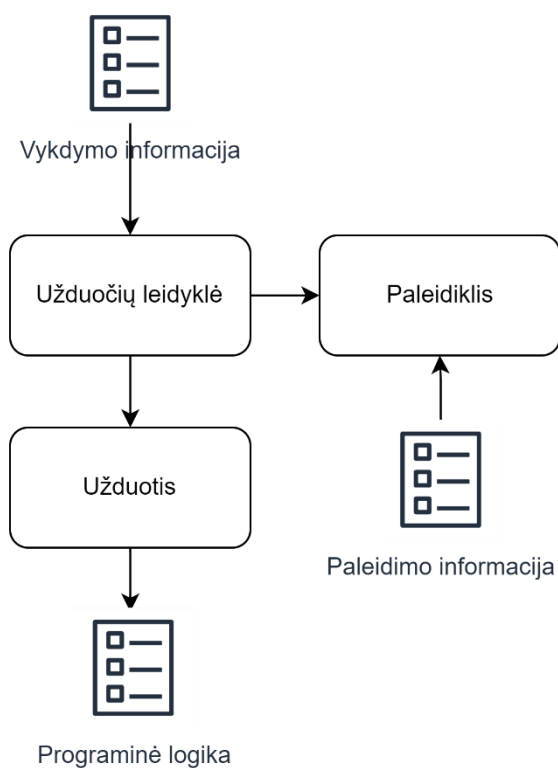 Vykdymo informacija
Užduočių leidyklė
Paleidiklis
Užduotis
Paleidimo informacija
Programinė logika